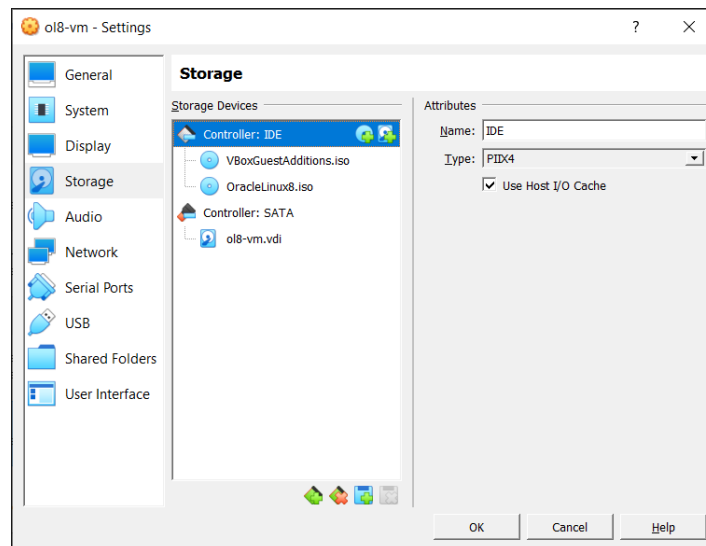 ol8-vm - Settings
?
General
System
Display
Storage
Audio
Network
Serial Ports
USB
Shared Folders
User Interface
Storage
Storage Devices
Controller: IDE
VBoxGuestAdditions.iso
OracleLinux8.iso
Controller: SATA
ol8-vm.vdi
Attributes
Name: IDE
Type: PIIX4
Use Host I/O Cache
OK
Cancel
Help